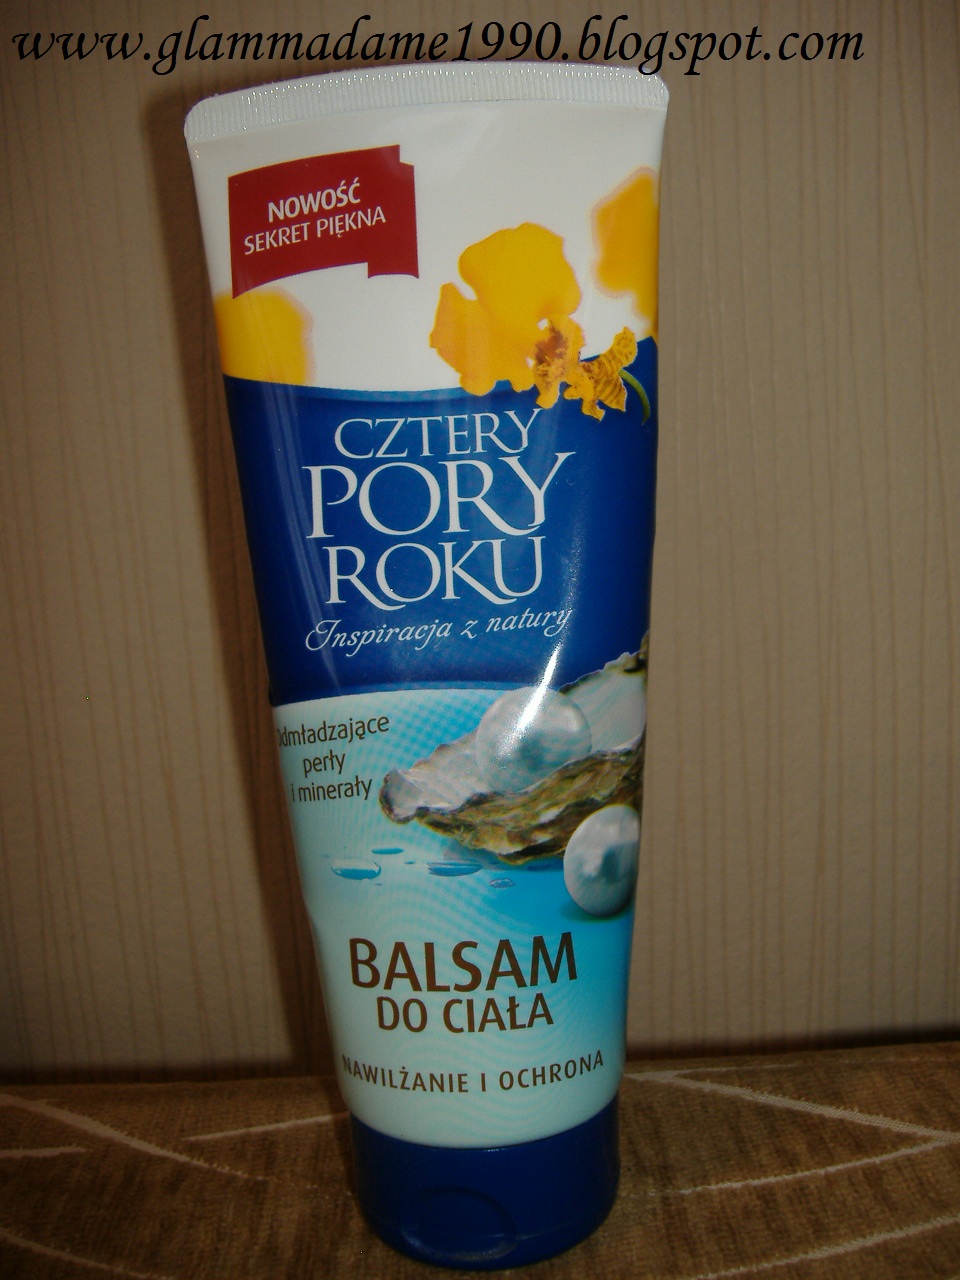 www.glammadame1990.blogspot.com
NOWOŚĆ
SEKRET PIĘKNA
CZTERY
PORY
ROKU
Inspiracja z natury
Odmładzające
perły
i minerały
BALSAM
DO CIAŁA
NAWILŻANIE I OCHRONA